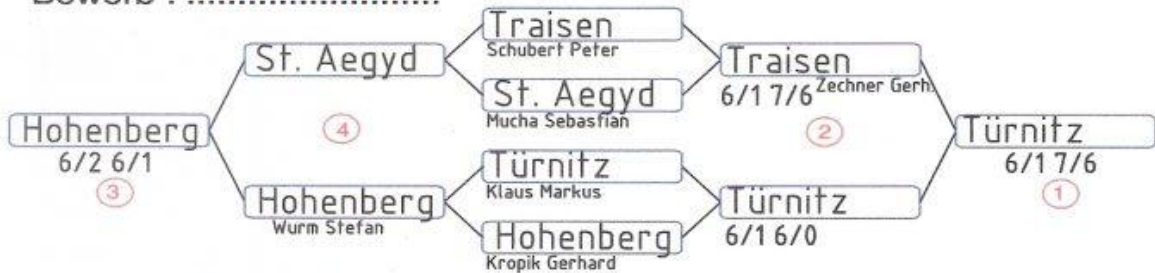 Bewerb : ..............................
Traisen
Schubert Peter
St. Aegyd
Traisen
6/1 7/6 Zechner Gerh.
St. Aegyd
Mucha Sebastian
4
2
Hohenberg
6/2 6/1
3
Türnitz
6/1 7/6
1
Türnitz
Klaus Markus
Hohenberg
Wurm Stefan
Türnitz
6/1 6/0
Hohenberg
Kropik Gerhard